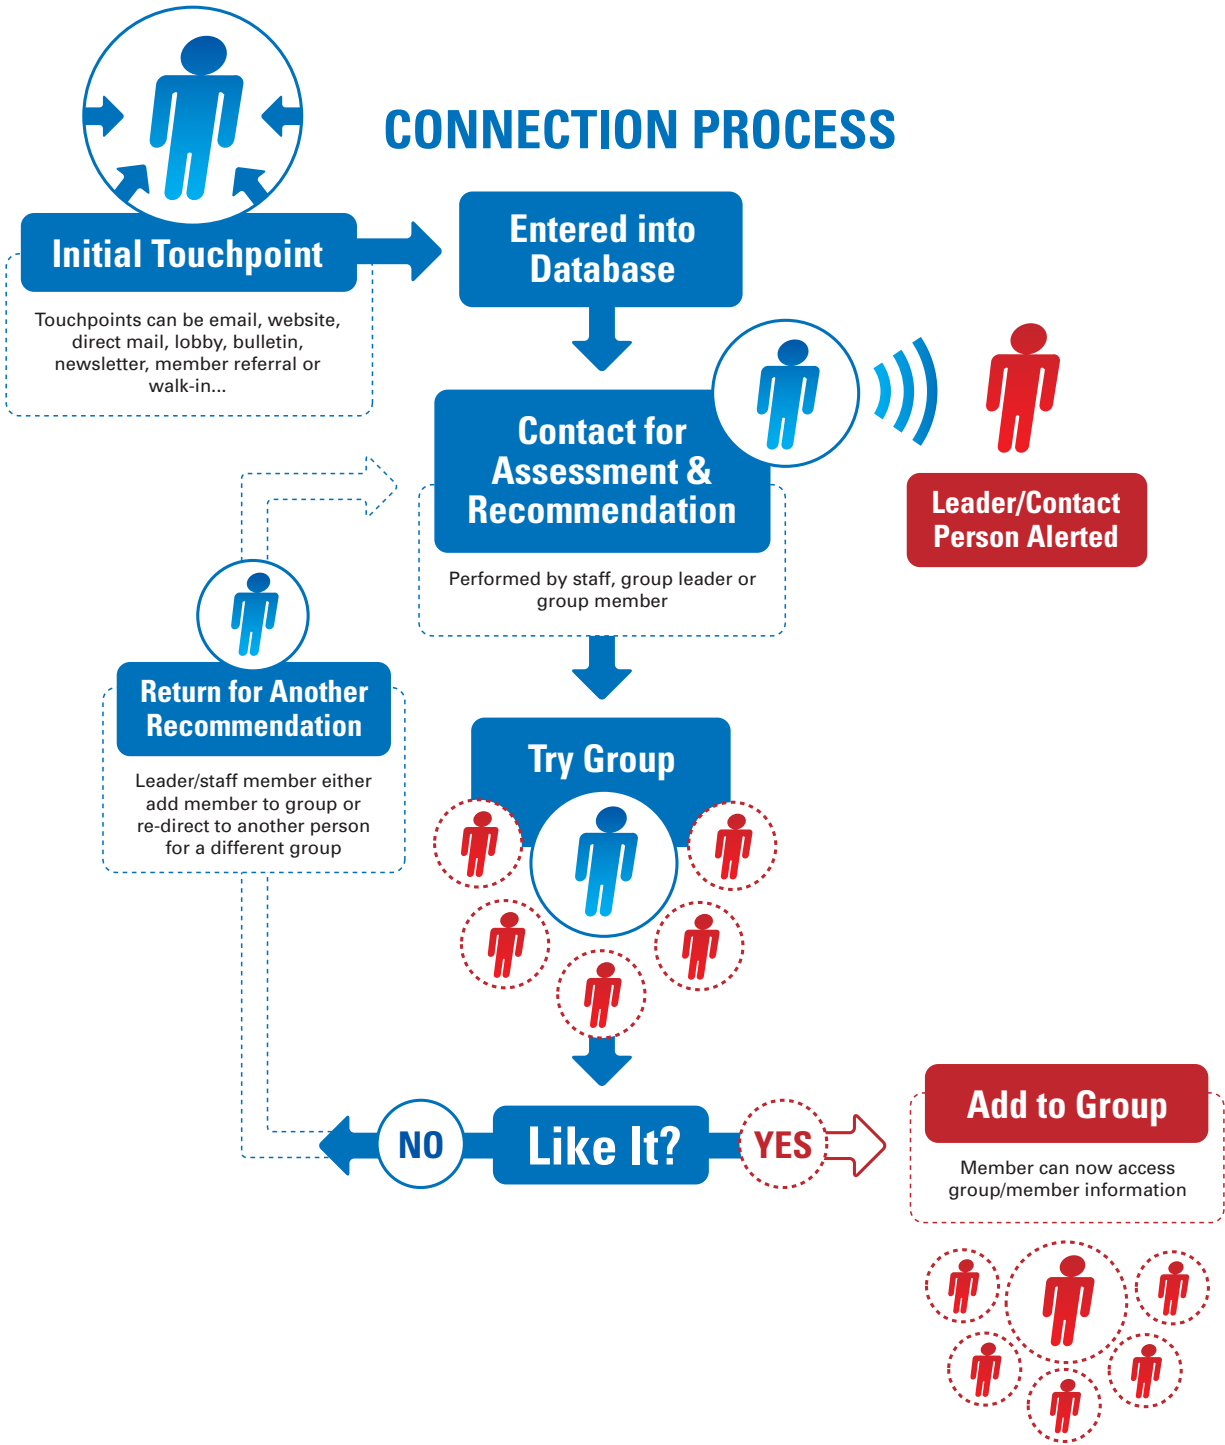 CONNECTION PROCESS
Initial Touchpoint
Touchpoints can be email, website,
direct mail, lobby, bulletin,
newsletter, member referral or
walk-in...
Entered into
Database
Contact for
Assessment &
Recommendation
Performed by staff, group leader or
group member
Leader/Contact
Person Alerted
Return for Another
Recommendation
Leader/staff member either
add member to group or
re-direct to another person
for a different group
Try Group
Like It?
NO
YES
Add to Group
Member can now access
group/member information